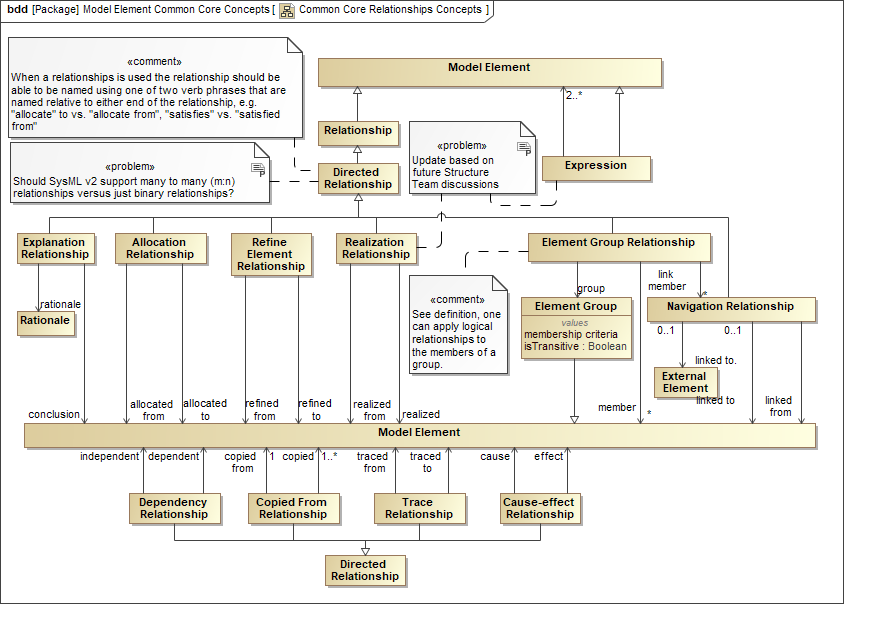 bdd [Package] Model Element Common Core Concepts [ Common Core Relationships Concepts ]
«comment»
When a relationships is used the relationship should be
able to be named using one of two verb phrases that are
named relative to either end of the relationship, e.g.
"allocate" to vs. "allocate from", "satisfies" vs. "satisfied
from"
Model Element
2..*
Relationship
«problem»
Should SysML v2 support many to many (m:n)
relationships versus just binary relationships?
Directed
Relationship
«problem»
Update based on
future Structure
Team discussions
Expression
Explanation
Relationship
Allocation
Relationship
Refine
Element
Relationship
Realization
Relationship
Element Group Relationship
«comment»
See definition, one
can apply logical
relationships to
the members of a
group.
group
link
member
*
rationale
Rationale
Element Group
values
membership criteria
isTransitive : Boolean
Navigation Relationship
0..1
0..1
linked to.
External
Element
linked to
linked
from
conclusion
allocated
from
allocated
to
refined
from
refined
to
realized
from
realized
member
*
Model Element
independent
dependent
copied
from
1
copied
1..*
traced
from
traced
to
cause
effect
Dependency
Relationship
Copied From
Relationship
Trace
Relationship
Cause-effect
Relationship
Directed
Relationship